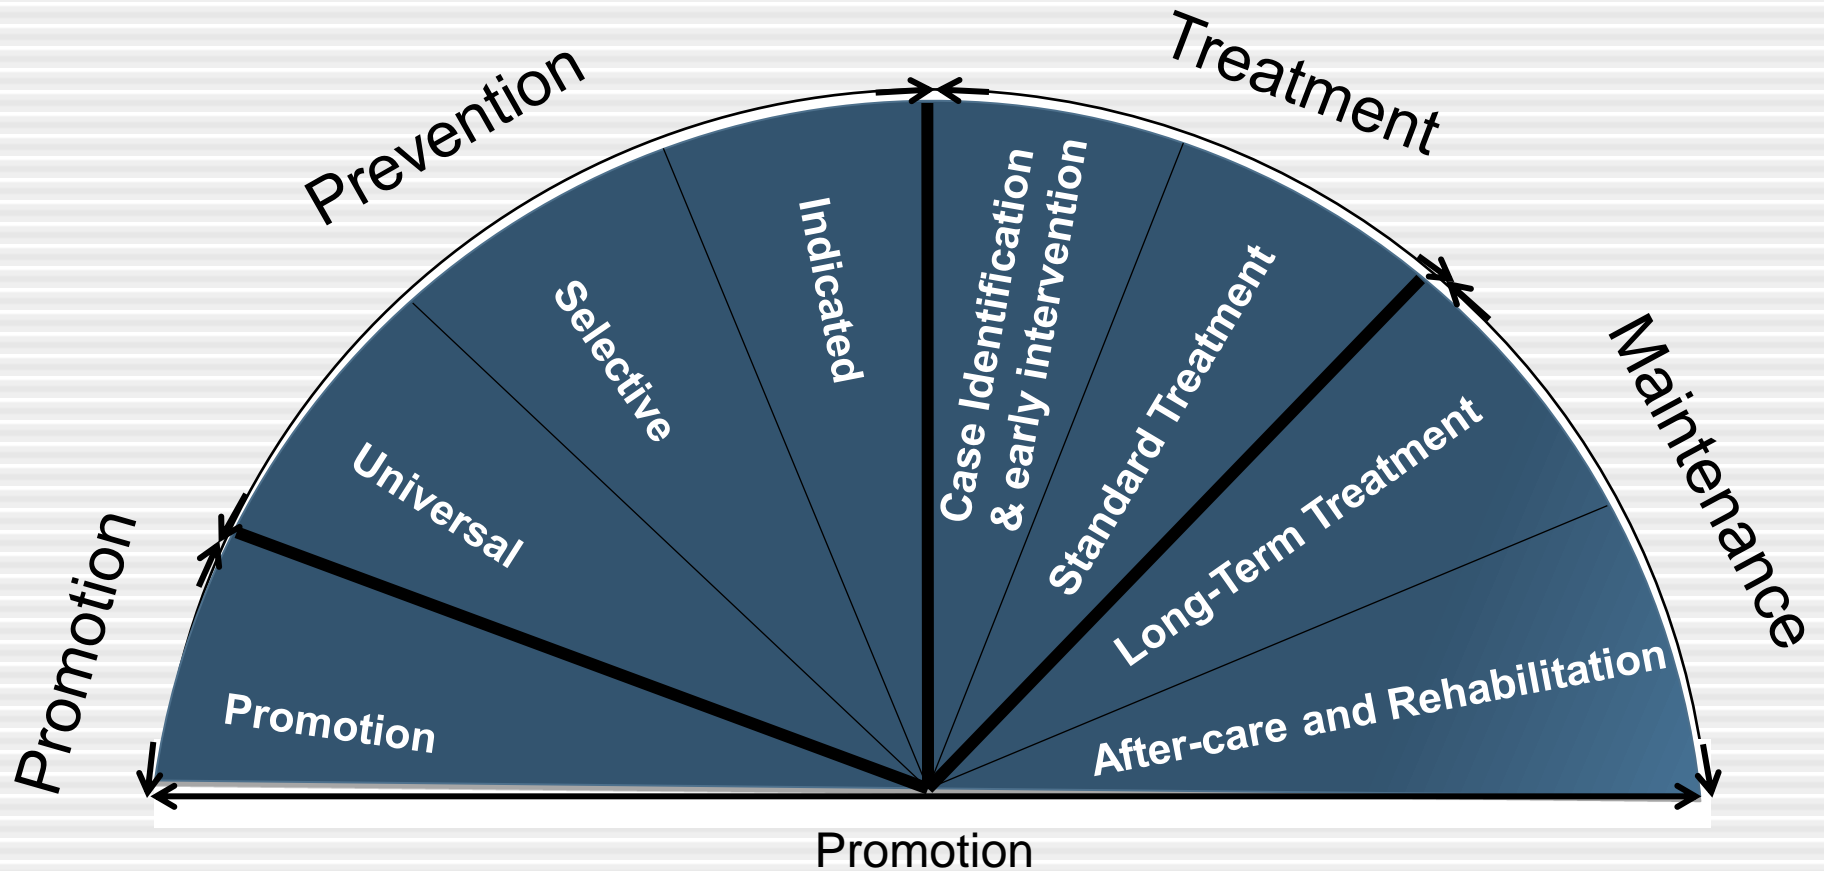 Promotion
Prevention
Treatment
Maintenance
Promotion
Universal
Selective
Indicated
Case Identification
& early intervention
Standard Treatment
Long-Term Treatment
After-care and Rehabilitation
Promotion